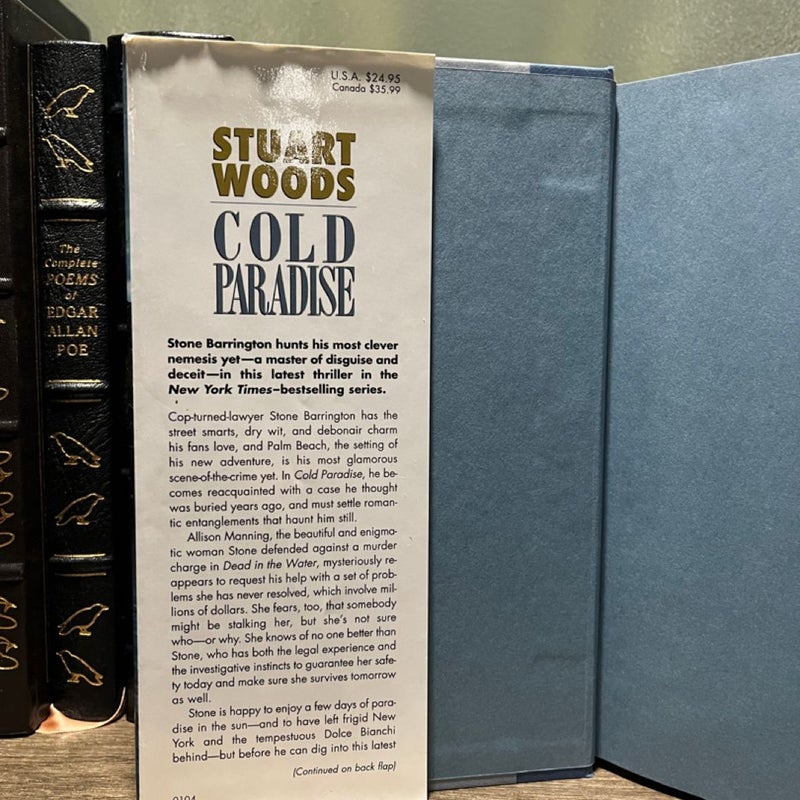 The
Complete
POEMS
of
EDGAR
ALLAN
POE
U.S.A. $24.95
Canada $35.99
STUART
WOODS
COLD
PARADISE
Stone Barrington hunts his most clever
nemesis yet—a master of disguise and
deceit—in this latest thriller in the
New York Times–bestselling series.
Cop-turned-lawyer Stone Barrington has the
street smarts, dry wit, and debonair charm
his fans love, and Palm Beach, the setting of
his new adventure, is his most glamorous
scene-of-the-crime yet. In Cold Paradise, he be-
comes reacquainted with a case he thought
was buried years ago, and must settle roman-
tic entanglements that haunt him still.
Allison Manning, the beautiful and enigma-
tic woman Stone defended against a murder
charge in Dead in the Water, mysteriously re-
appears to request his help with a set of prob-
lems she has never resolved, which involve mil-
lions of dollars. She fears, too, that somebody
might be stalking her, but she's not sure
who—or why. She knows of no one better than
Stone, who has both the legal experience and
the investigative instincts to guarantee her safe-
ty today and make sure she survives tomorrow
as well.
Stone is happy to enjoy a few days of para-
dise in the sun—and to have left frigid New
York and the tempestuous Dolce Bianchi
behind—but before he can dig into this latest
(Continued on back flap)
0104